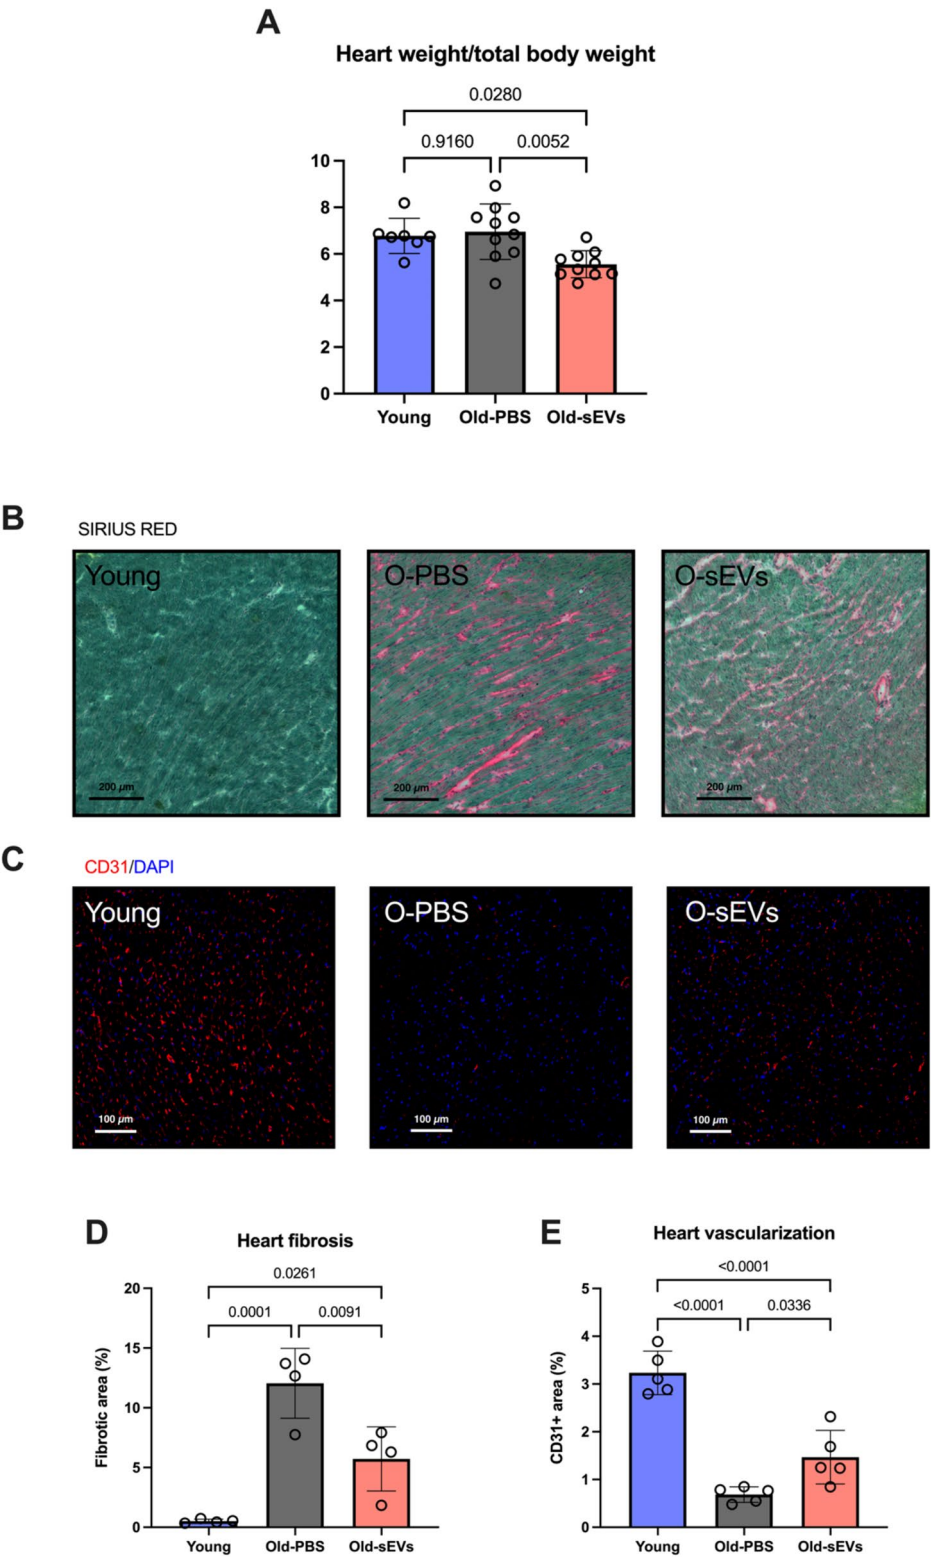 A
Heart weight/total body weight
0.0280
0.9160 0.0052
10
8
6
4
2
0
Young Old-PBS Old-sEVs
B
SIRIUS RED
Young O-PBS O-sEVs
200 µm 200 µm 200 µm
C
CD31/DAPI
Young O-PBS O-sEVs
100 µm 100 µm 100 µm
D
Heart fibrosis
0.0261
0.0001 0.0091
Fibrotic area (%)
20
15
10
5
0
Young Old-PBS Old-sEVs
E
Heart vascularization
<0.0001
<0.0001 0.0336
CD31+ area (%)
5
4
3
2
1
0
Young Old-PBS Old-sEVs